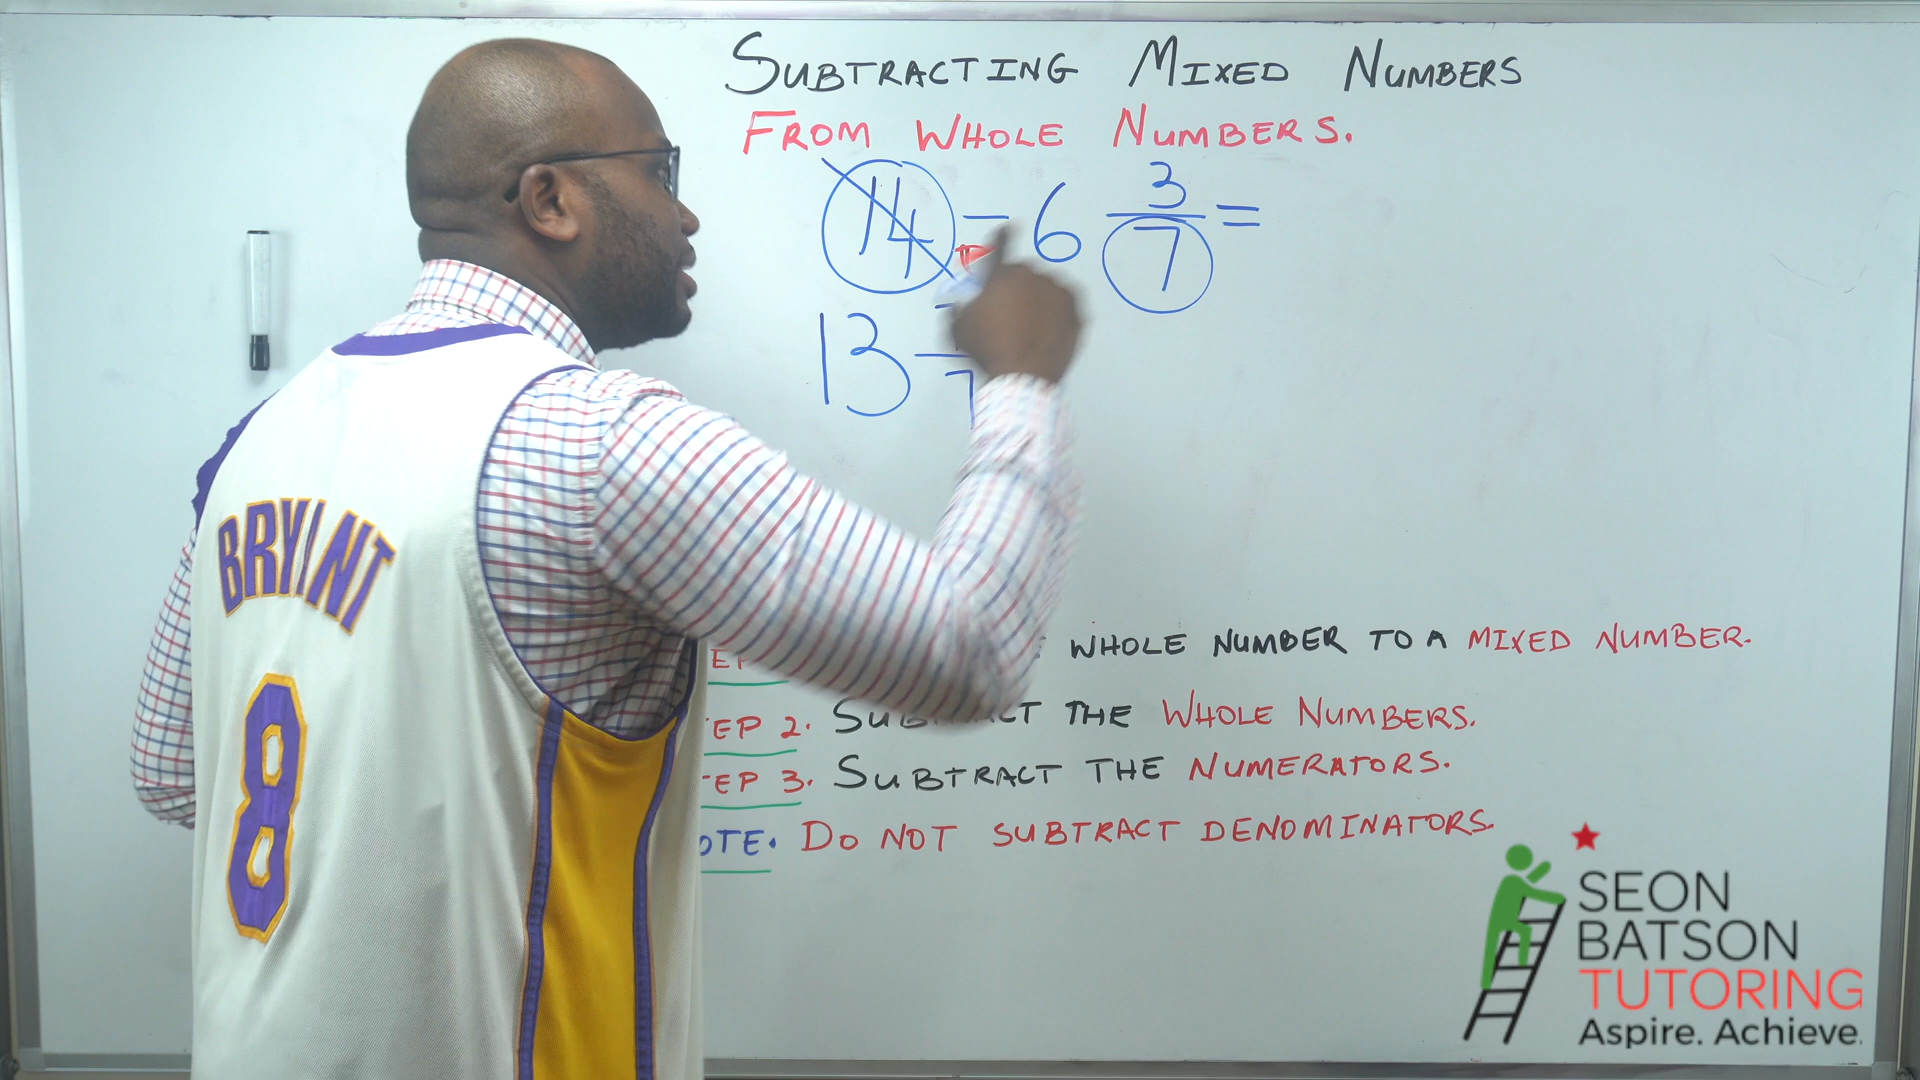 SUBTRACTING MIXED NUMBERS
FROM WHOLE NUMBERS.
14 - 6 3/7 =
13 7
WHOLE NUMBER TO A MIXED NUMBER.
EP 2. SUBTRACT THE WHOLE NUMBERS.
EP 3. SUBTRACT THE NUMERATORS.
OTE. DO NOT SUBTRACT DENOMINATORS.
BRYANT
8
SEON
BATSON
TUTORING
Aspire. Achieve.